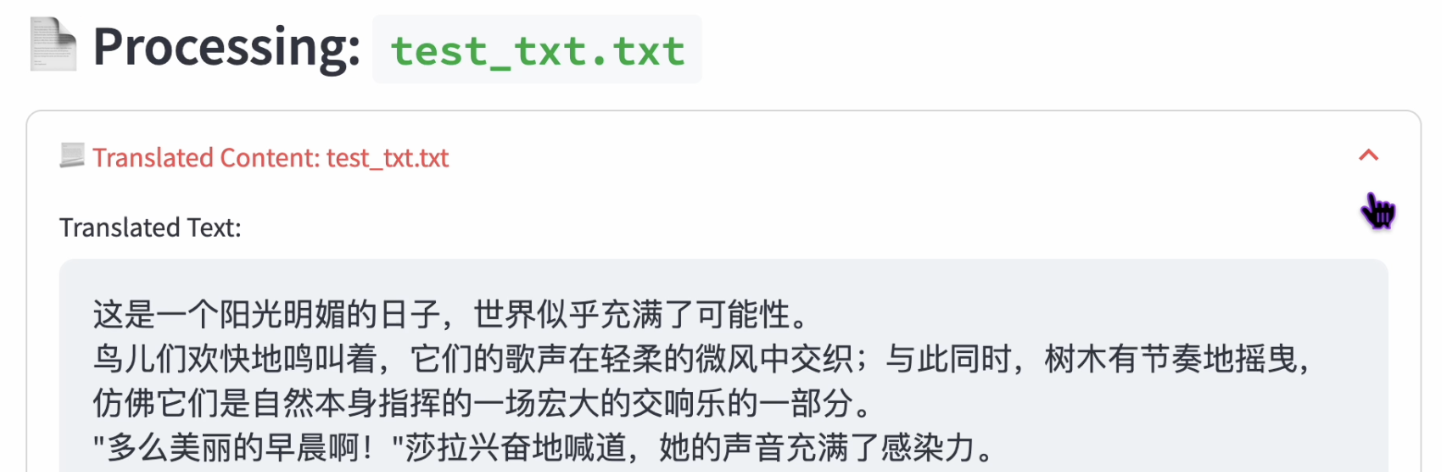 Processing: test_txt.txt
Translated Content: test_txt.txt
Translated Text:
这是一个阳光明媚的日子，世界似乎充满了可能性。
鸟儿们欢快地鸣叫着，它们的歌声在轻柔的微风中交织；与此同时，树木有节奏地摇曳，
仿佛它们是自然本身指挥的一场宏大的交响乐的一部分。
"多么美丽的早晨啊！"莎拉兴奋地喊道，她的声音充满了感染力。